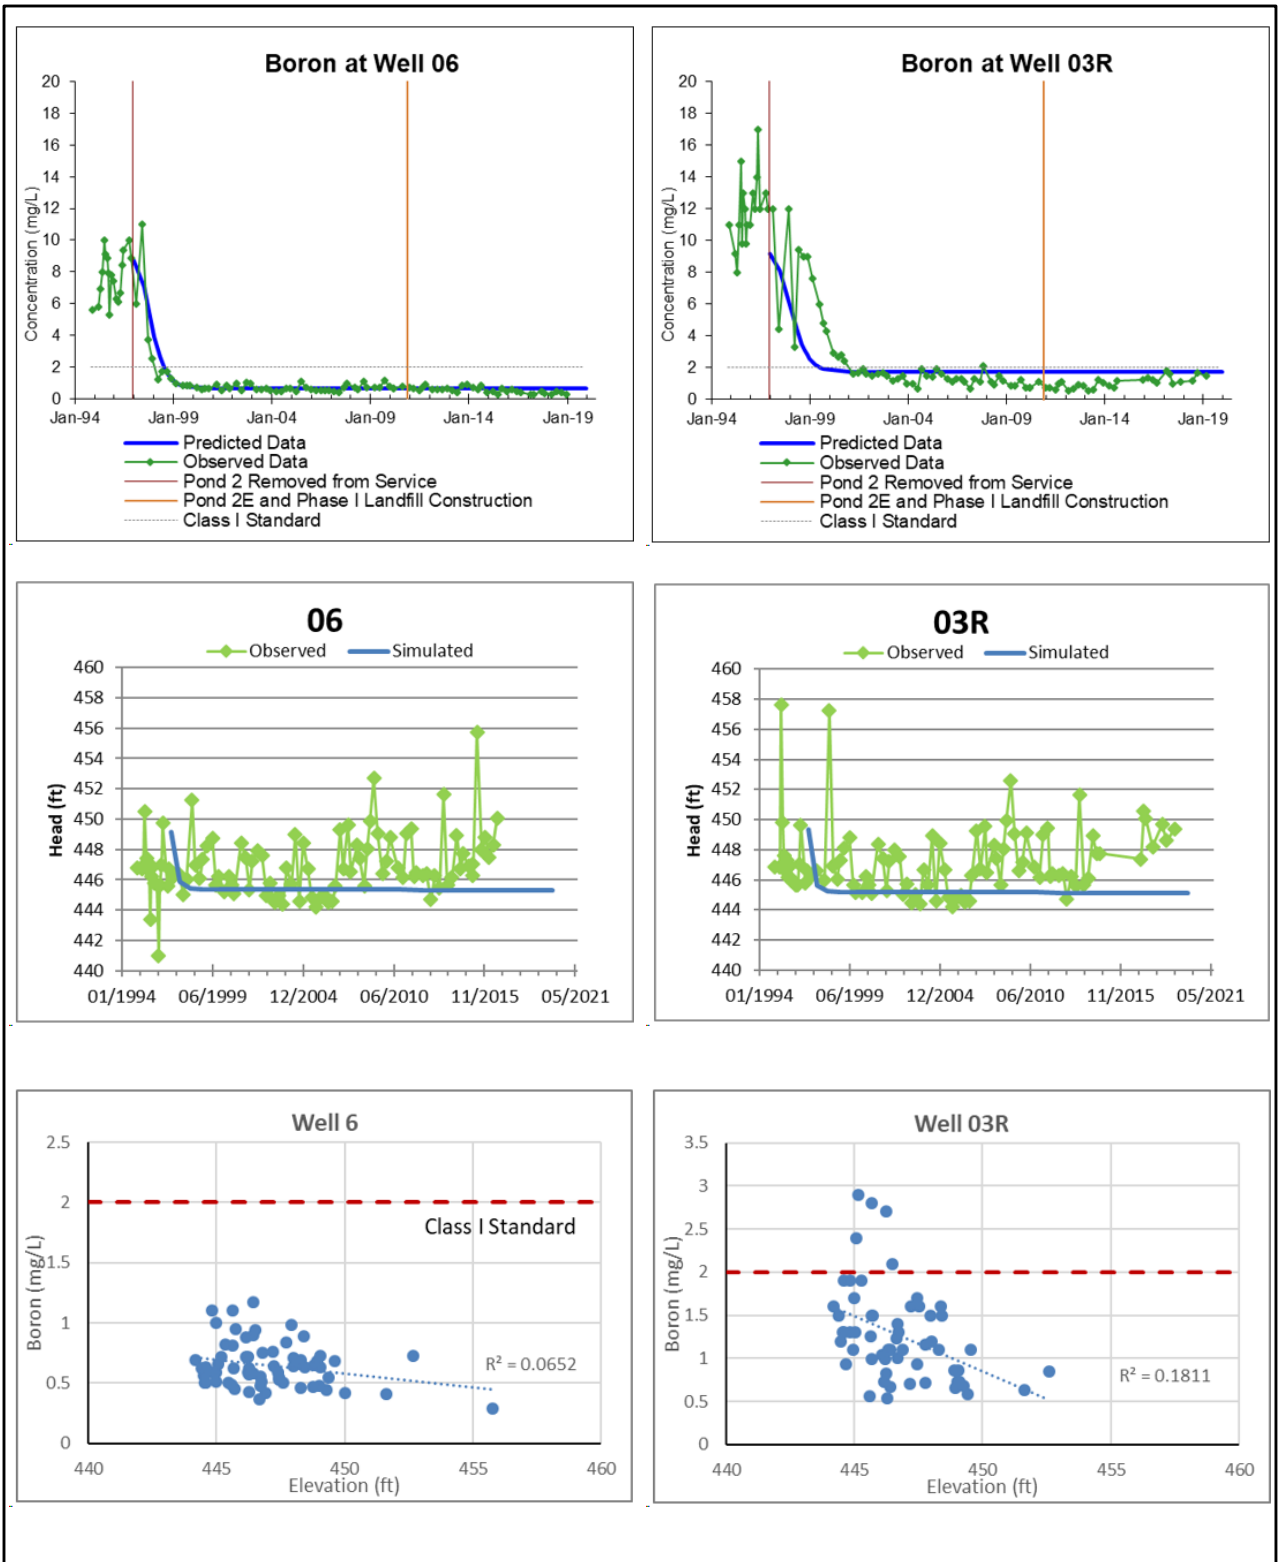 Boron at Well 06
20
18
16
14
12
10
8
6
4
2
0
Concentration (mg/L)
Jan-94 Jan-99 Jan-04 Jan-09 Jan-14 Jan-19
Predicted Data
Observed Data
Pond 2 Removed from Service
Pond 2E and Phase I Landfill Construction
Class I Standard
Boron at Well 03R
20
18
16
14
12
10
8
6
4
2
0
Concentration (mg/L)
Jan-94 Jan-99 Jan-04 Jan-09 Jan-14 Jan-19
Predicted Data
Observed Data
Pond 2 Removed from Service
Pond 2E and Phase I Landfill Construction
Class I Standard
06
Observed Simulated
460
458
456
454
452
450
448
446
444
442
440
Head (ft)
01/1994 06/1999 12/2004 06/2010 11/2015 05/2021
03R
Observed Simulated
460
458
456
454
452
450
448
446
444
442
440
Head (ft)
01/1994 06/1999 12/2004 06/2010 11/2015 05/2021
Well 6
2.5
2
1.5
1
0.5
0
Boron (mg/L)
Class I Standard
R² = 0.0652
440 445 450 455 460
Elevation (ft)
Well 03R
3.5
3
2.5
2
1.5
1
0.5
0
Boron (mg/L)
R² = 0.1811
440 445 450 455 460
Elevation (ft)